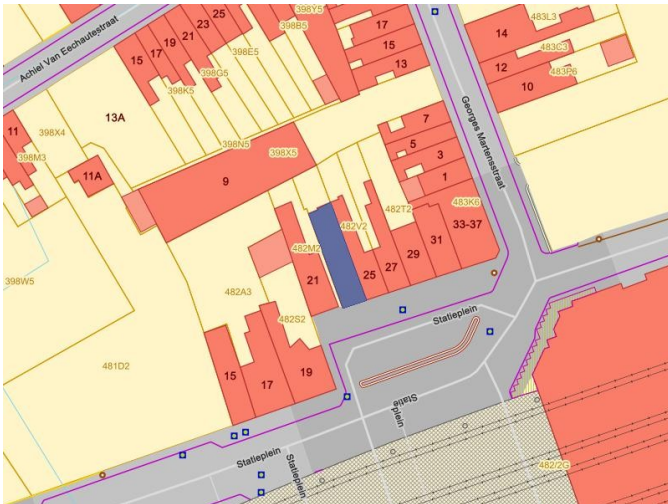 398Y5
483L3
25
23
398B5
17
14
19
21
398E5
15
483C3
17
15
398G5
13
12
483P6
Achiel Van Eechautestraat
398K5
10
13A
Georges Martensstraat
7
11
398X4
398N5
5
398X5
3
398M3
11A
9
1
482T2
483K6
482V2
33-37
482M2
31
398W5
29
21
25
27
482A3
482S2
Statieplein
481D2
15
17
19
Statie
plein
Statieplein
Statieplein
482/2G